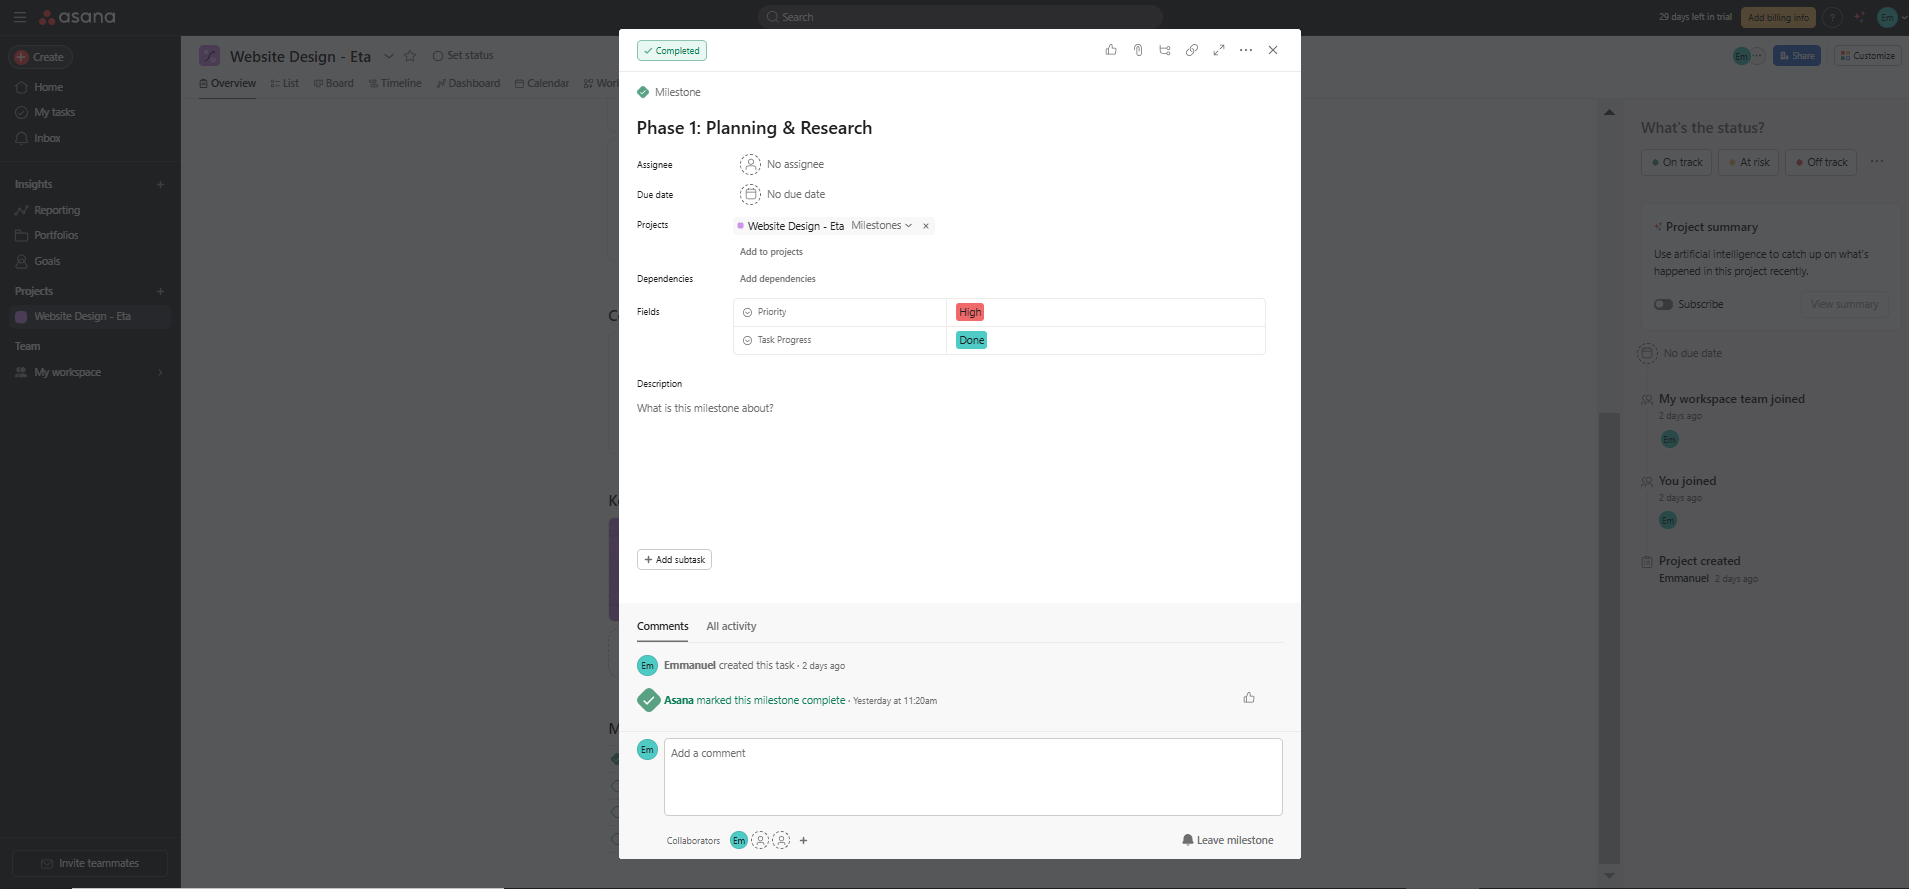 asana
Search
29 days left in trial
Add billing info
?
Em
Create
Home
My tasks
Inbox
Insights
Reporting
Portfolios
Goals
Projects
Website Design - Eta
Team
My workspace
Invite teammates
Website Design - Eta
Set status
Overview
List
Board
Timeline
Dashboard
Calendar
Em
Share
Customize
Completed
Milestone
Phase 1: Planning & Research
Assignee
No assignee
Due date
No due date
Projects
Website Design - Eta Milestones
Add to projects
Dependencies
Add dependencies
Fields
Priority
High
Task Progress
Done
Description
What is this milestone about?
+ Add subtask
Comments
All activity
Em
Emmanuel created this task · 2 days ago
Asana marked this milestone complete · Yesterday at 11:20am
Em
Add a comment
Collaborators
Em
Leave milestone
What's the status?
On track
At risk
Off track
Project summary
Use artificial intelligence to catch up on what's
happened in this project recently.
Subscribe
View summary
No due date
My workspace team joined
2 days ago
Em
You joined
2 days ago
Em
Project created
Emmanuel 2 days ago